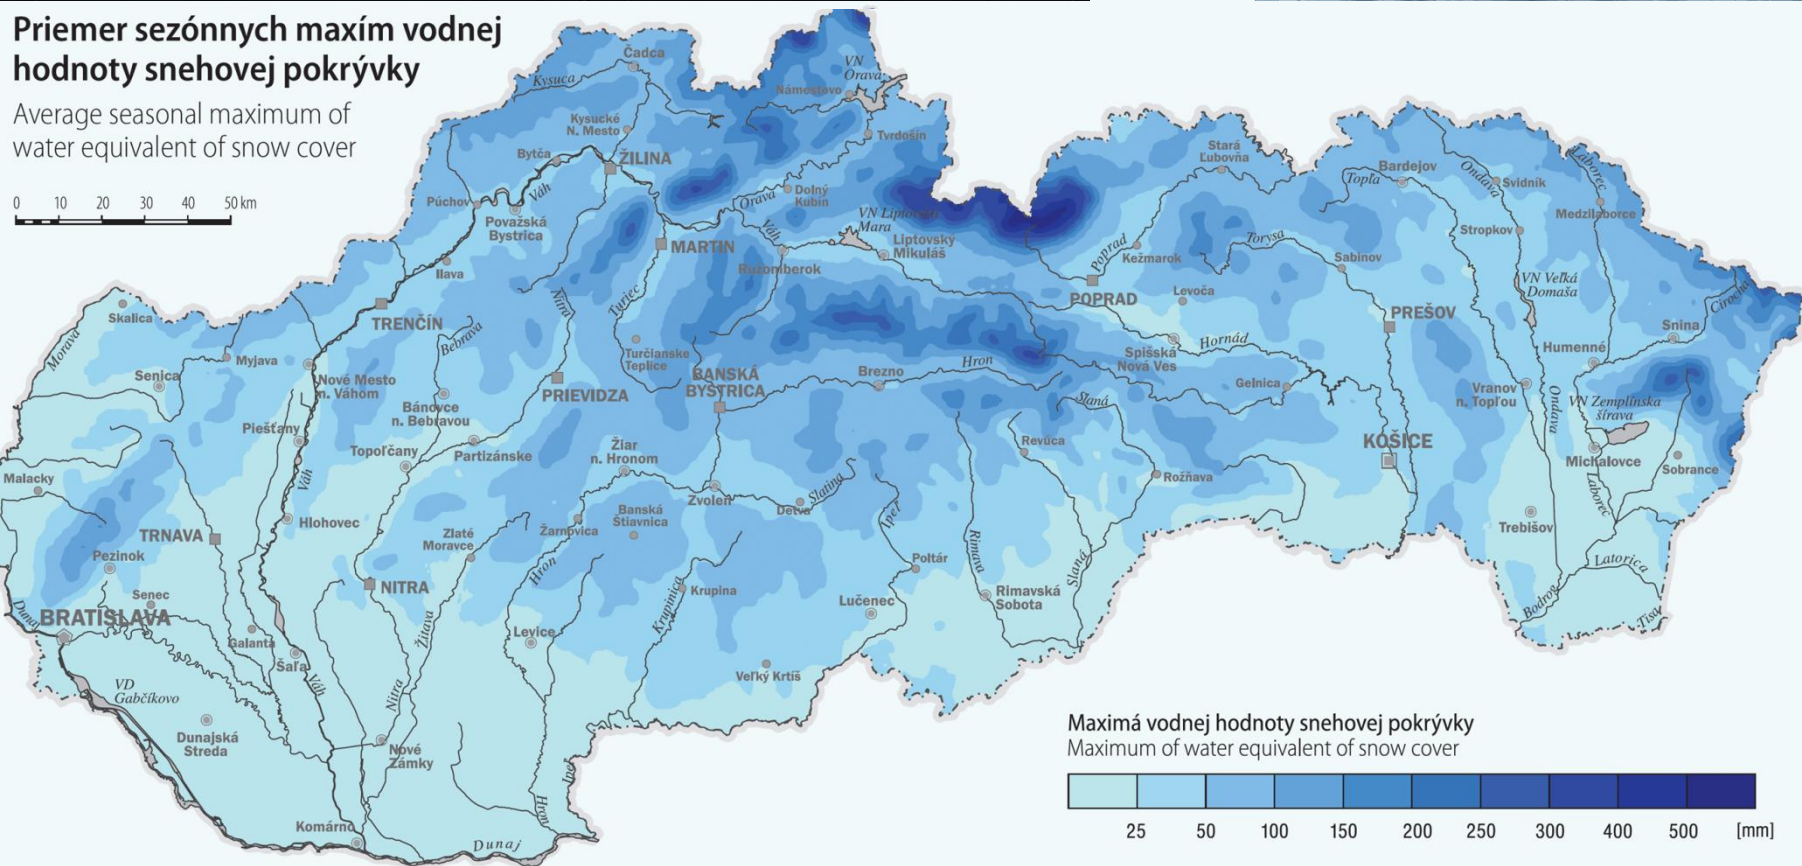 Priemer sezónnych maxím vodnej
hodnoty snehovej pokrývky
Average seasonal maximum of
water equivalent of snow cover
0 10 20 30 40 50 km
Čadca
Kysuca
VN
Orava
Námestovo
Kysucké
N. Mesto
Tvrdošín
Bytča
ŽILINA
Stará
Ľubovňa
Bardejov
Topľa
Ondava
Laborec
Svidník
Medzilaborce
Púchov
Váh
Považská
Bystrica
Orava
Dolný
Kubín
Váh
VN Liptovská
Mara
Liptovský
Mikuláš
MARTIN
Ružomberok
Poprad
Kežmarok
Torysa
Sabinov
Stropkov
Ilava
POPRAD
Levoča
VN Veľká
Domaša
Cirocha
Skalica
Morava
TRENČÍN
Nitra
Turiec
PREŠOV
Snina
Bebrava
Turčianske
Teplice
Spišská
Nová Ves
Hornád
Humenné
Myjava
Senica
Nové Mesto
n. Váhom
PRIEVIDZA
BANSKÁ
BYSTRICA
Hron
Brezno
Gelnica
Vranov
n. Topľou
Ondava
VN Zemplínska
šírava
Bánovce
n. Bebravou
Slaná
Piešťany
Topoľčany
Partizánske
Žiar
n. Hronom
Revúca
KOŠICE
Michalovce
Sobrance
Malacky
Váh
Zvolen
Detva
Slatina
Rožňava
Laborec
Hlohovec
Banská
Štiavnica
Žarnovica
Ipeľ
Trebišov
TRNAVA
Zlaté
Moravce
Pezinok
Hron
Poltár
Rimava
Slaná
Latorica
NITRA
Krupinica
Krupina
Rimavská
Sobota
Bodrog
Tisa
Senec
Dunaj
BRATISLAVA
Lučenec
Galanta
Žitava
Levice
Šaľa
Váh
Veľký Krtíš
VD
Gabčíkovo
Nitra
Dunajská
Streda
Nové
Zámky
Ipeľ
Hron
Komárno
Dunaj
Maximá vodnej hodnoty snehovej pokrývky
Maximum of water equivalent of snow cover
25 50 100 150 200 250 300 400 500 [mm]